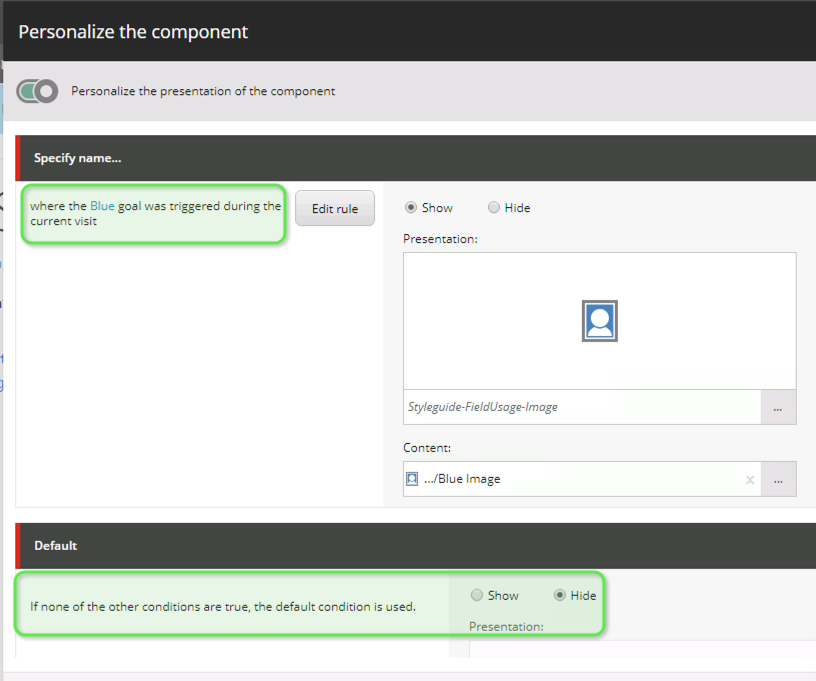 Personalize the component
Personalize the presentation of the component
Specify name...
where the Blue goal was triggered during the
current visit
Edit rule
Show
Hide
Presentation:
Styleguide-FieldUsage-Image
...
Content:
.../Blue Image
x
...
Default
If none of the other conditions are true, the default condition is used.
Show
Hide
Presentation: